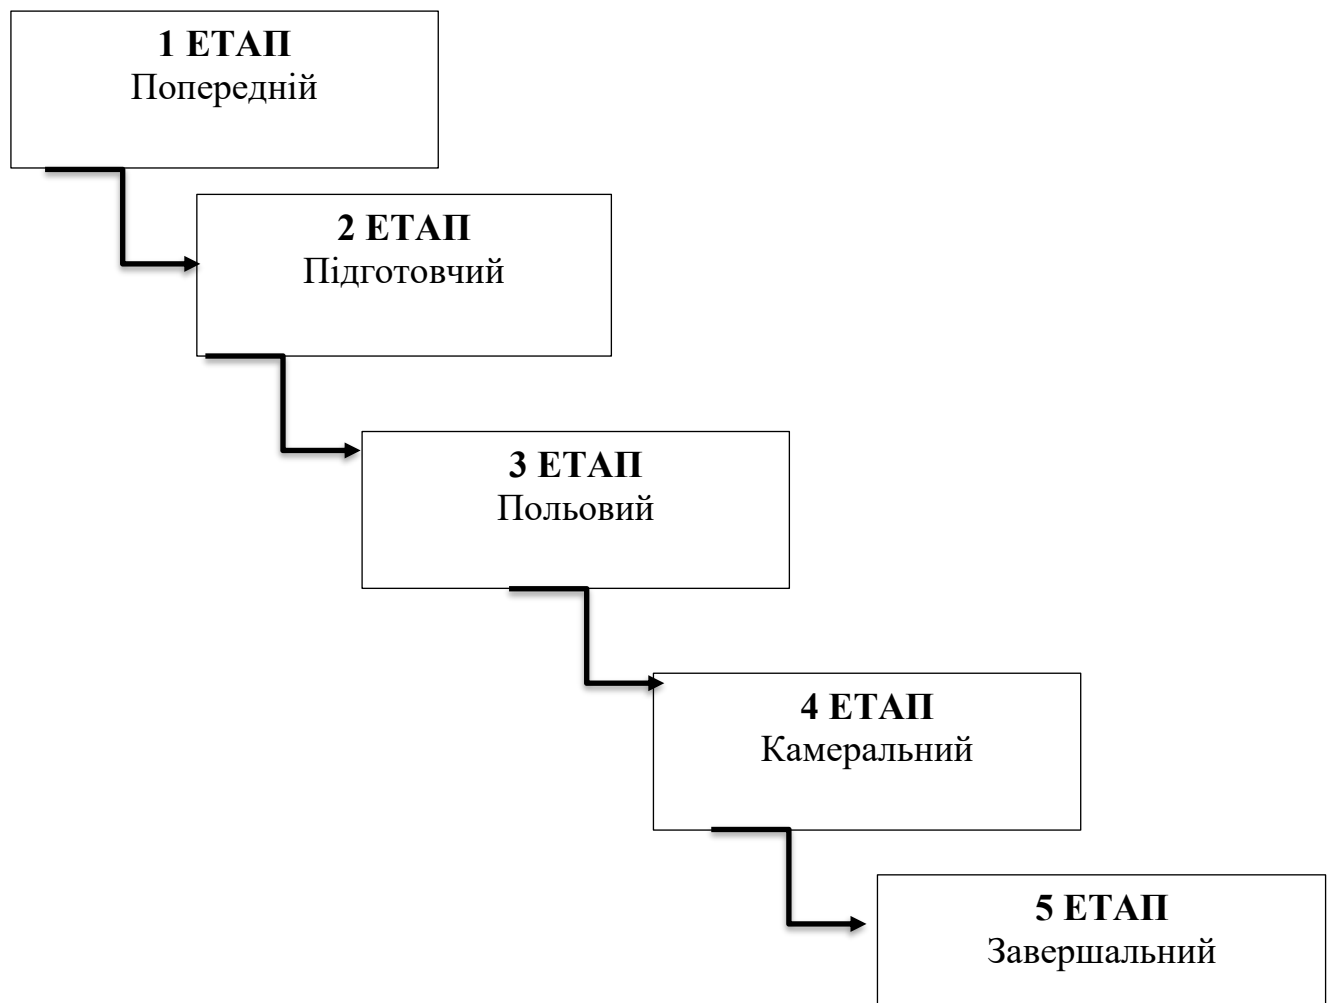 1 ЕТАП
Попередній
2 ЕТАП
Підготовчий
3 ЕТАП
Польовий
4 ЕТАП
Камеральний
5 ЕТАП
Завершальний